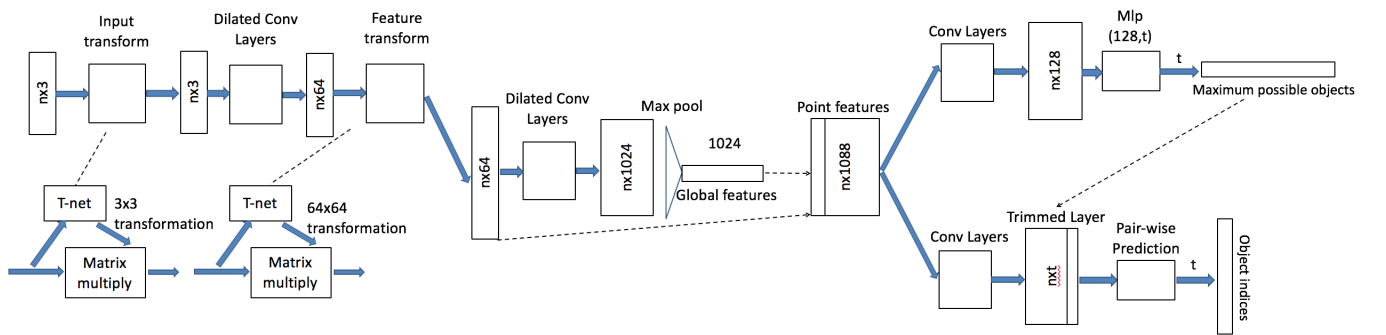 Input
transform
Dilated Conv
Layers
Feature
transform
nx3
nx3
nx64
T-net
3x3
transformation
Matrix
multiply
T-net
64x64
transformation
Matrix
multiply
nx64
Dilated Conv
Layers
nx1024
Max pool
1024
Global features
Point features
nx1088
Conv Layers
nx128
Mlp
(128,t)
t
Maximum possible objects
Conv Layers
Trimmed Layer
nxt
Pair-wise
Prediction
t
Object indices